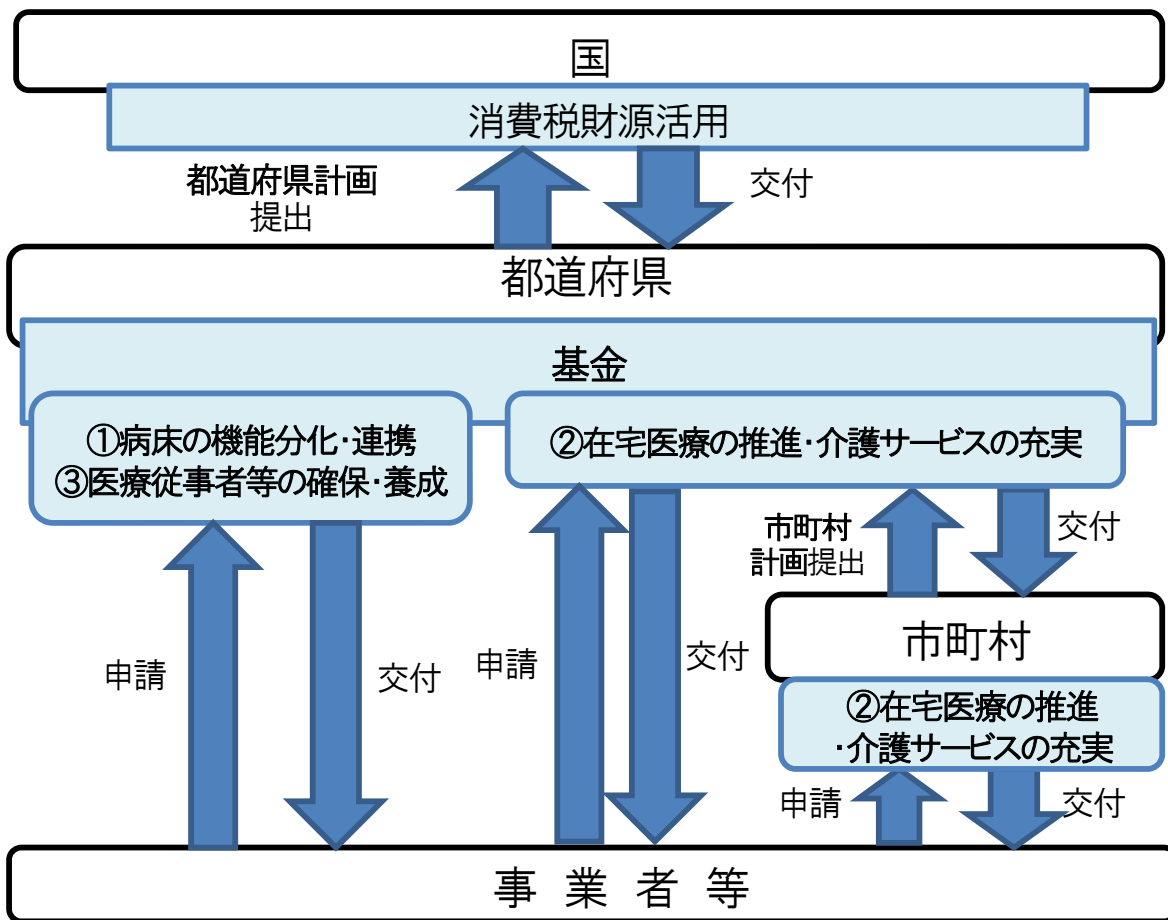 国
消費税財源活用
都道府県計画
提出
交付
都道府県
基金
①病床の機能分化・連携
③医療従事者等の確保・養成
②在宅医療の推進・介護サービスの充実
市町村
計画提出
交付
市町村
②在宅医療の推進
・介護サービスの充実
申請
交付
申請
交付
申請
交付
事業者等